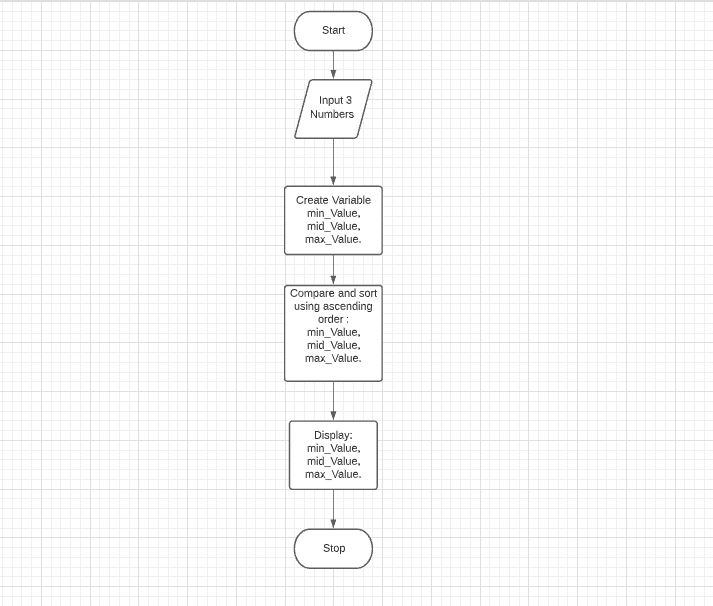 Start
Input 3
Numbers
Create Variable
min_Value,
mid_Value,
max_Value.
Compare and sort
using ascending
order :
min_Value,
mid_Value,
max_Value.
Display:
min_Value,
mid_Value,
max_Value.
Stop